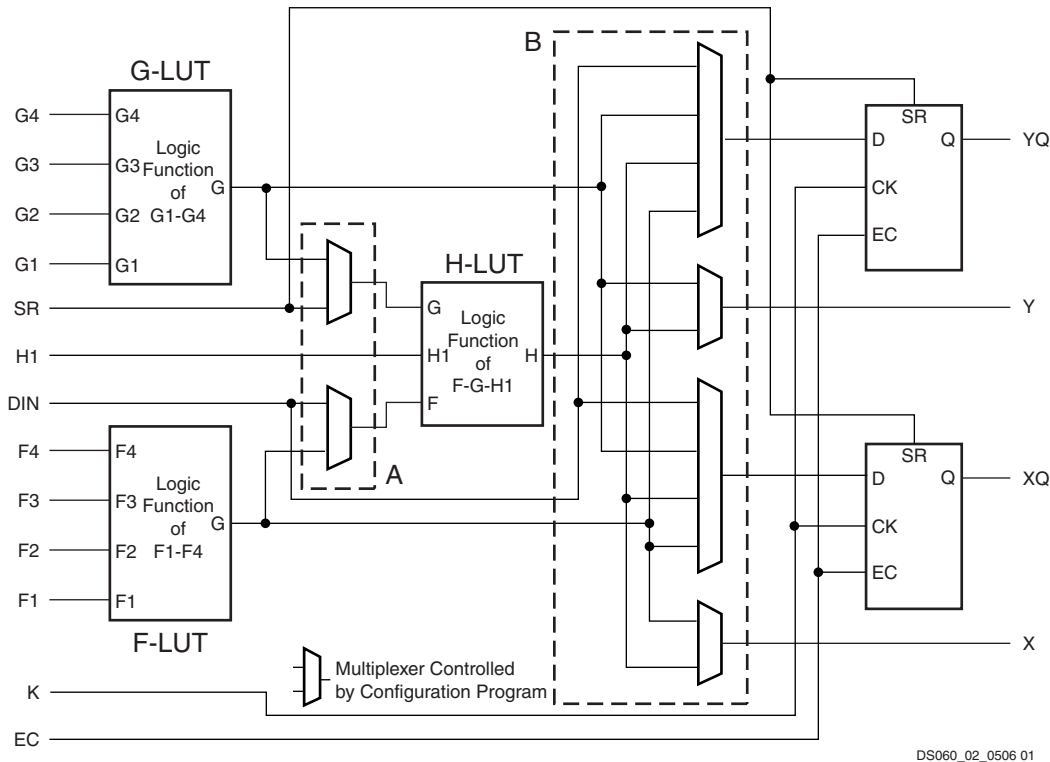 B
G-LUT
G4
G3
G2
G1
SR
H1
DIN
F4
F3
F2
F1
K
EC
G4
G3
G2
G1
Logic
Function
of
G1-G4
G
H-LUT
G
H1
F
Logic
Function
of
F-G-H1
H
A
F4
F3
F2
F1
Logic
Function
of
F1-F4
G
F-LUT
Multiplexer Controlled
by Configuration Program
SR
D
Q
CK
EC
YQ
Y
SR
D
Q
CK
EC
XQ
X
DS060_02_0506 01